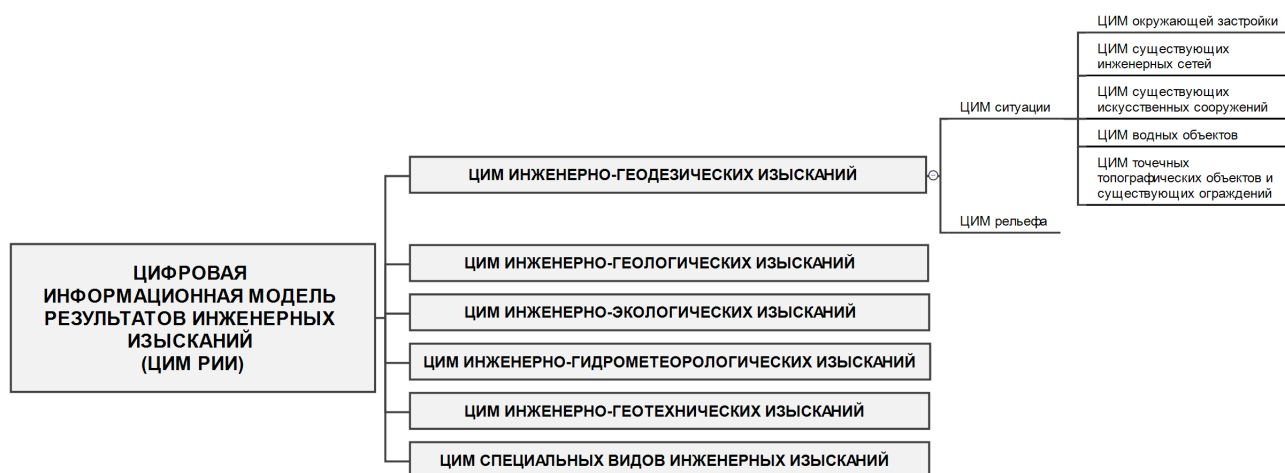 ЦИФРОВАЯ
ИНФОРМАЦИОННАЯ МОДЕЛЬ
РЕЗУЛЬТАТОВ ИНЖЕНЕРНЫХ
ИЗЫСКАНИЙ
(ЦИМ РИИ)
ЦИМ ИНЖЕНЕРНО-ГЕОДЕЗИЧЕСКИХ ИЗЫСКАНИЙ
ЦИМ ситуации
ЦИМ окружающей застройки
ЦИМ существующих
инженерных сетей
ЦИМ существующих
искусственных сооружений
ЦИМ водных объектов
ЦИМ точечных
топографических объектов и
существующих ограждений
ЦИМ рельефа
ЦИМ ИНЖЕНЕРНО-ГЕОЛОГИЧЕСКИХ ИЗЫСКАНИЙ
ЦИМ ИНЖЕНЕРНО-ЭКОЛОГИЧЕСКИХ ИЗЫСКАНИЙ
ЦИМ ИНЖЕНЕРНО-ГИДРОМЕТЕОРОЛОГИЧЕСКИХ ИЗЫСКАНИЙ
ЦИМ ИНЖЕНЕРНО-ГЕОТЕХНИЧЕСКИХ ИЗЫСКАНИЙ
ЦИМ СПЕЦИАЛЬНЫХ ВИДОВ ИНЖЕНЕРНЫХ ИЗЫСКАНИЙ